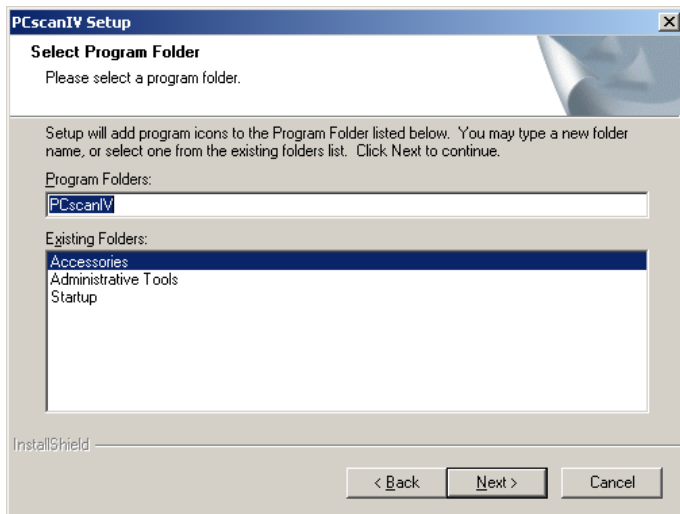 PCscanIV Setup
Select Program Folder
Please select a program folder.
Setup will add program icons to the Program Folder listed below.  You may type a new folder
name, or select one from the existing folders list.  Click Next to continue.
Program Folders:
PCscanIV
Existing Folders:
Accessories
Administrative Tools
Startup
InstallShield
< Back
Next >
Cancel